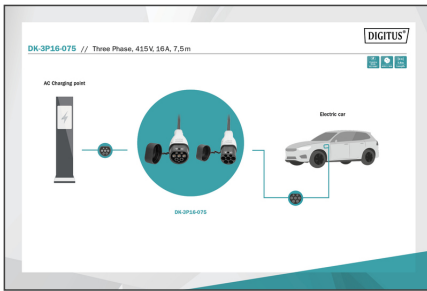 DIGITUS®
DK-3P16-075 // Three Phase, 415V, 16A, 7,5m
AC Charging point
Electric car
DK-3P16-075